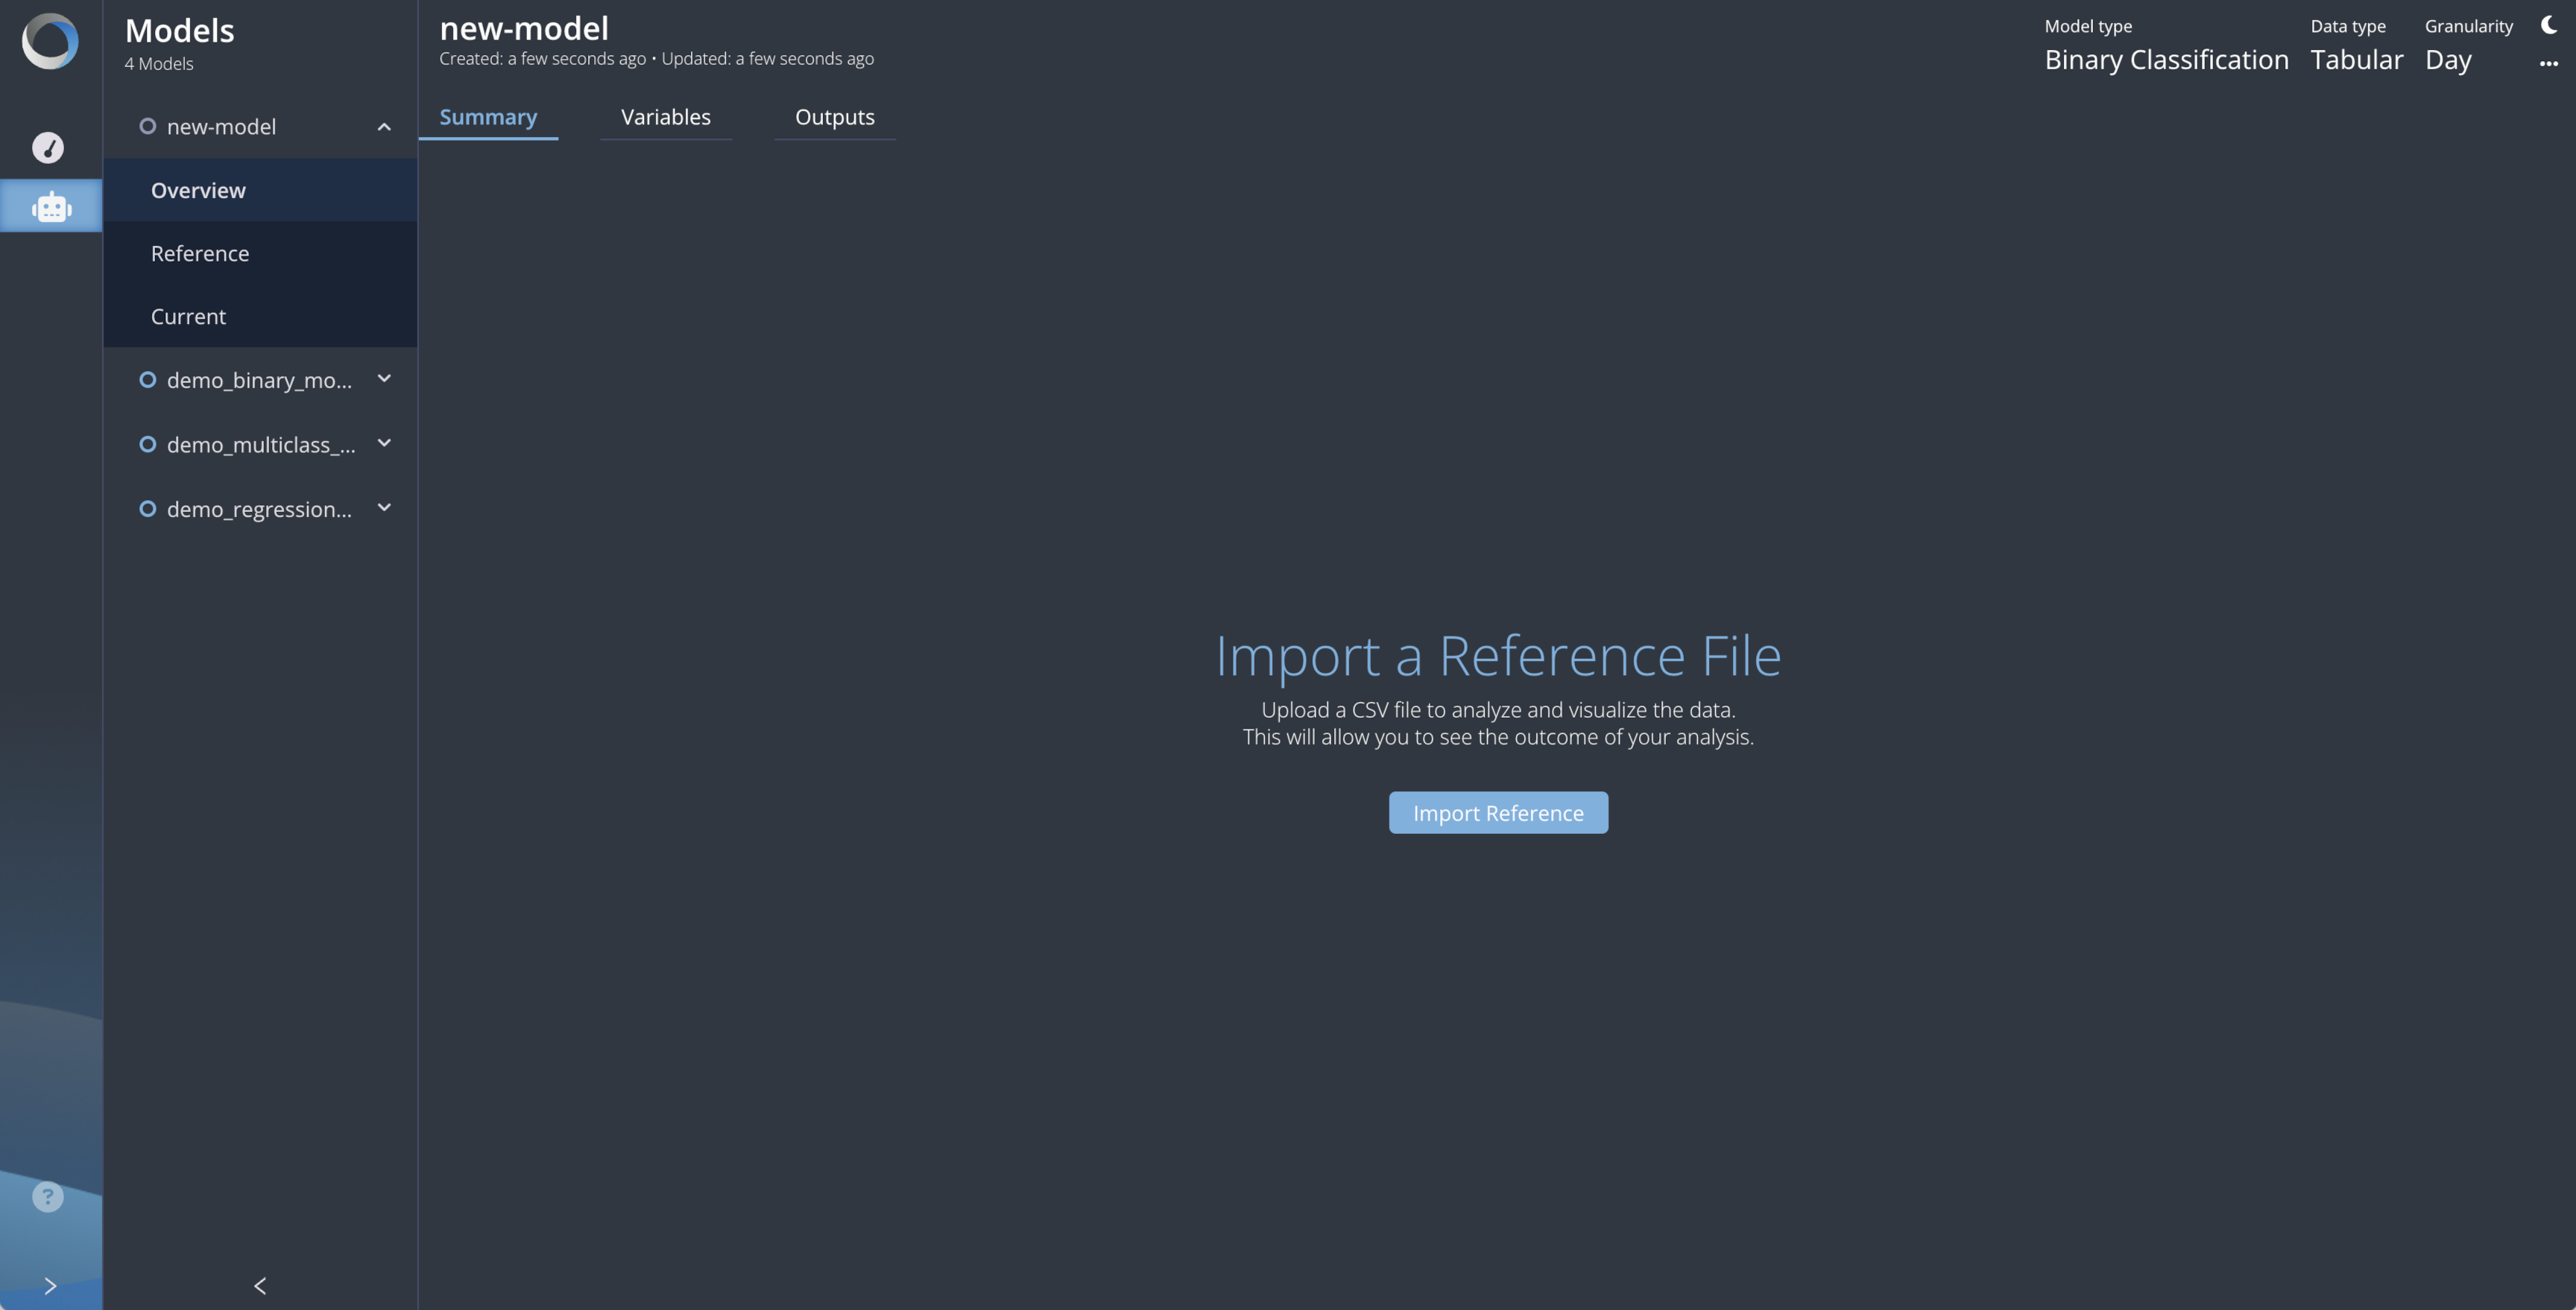 Models
4 Models
new-model
Overview
Reference
Current
demo_binary_mo...
demo_multiclass_...
demo_regression...
new-model
Created: a few seconds ago • Updated: a few seconds ago
Model type
Binary Classification
Data type
Tabular
Granularity
Day
Summary
Variables
Outputs
Import a Reference File
Upload a CSV file to analyze and visualize the data.
This will allow you to see the outcome of your analysis.
Import Reference
?